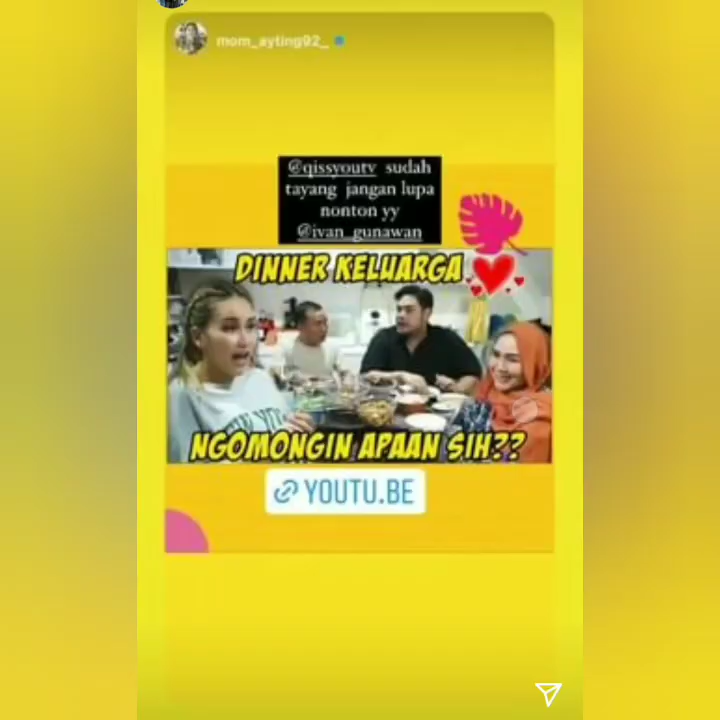 mom_ayting92_
@qissyoutv sudah
tayang jangan lupa
nonton yy
@ivan_gunawan
DINNER KELUARGA
NGOMONGIN APAAN SIH??
YOUTU.BE